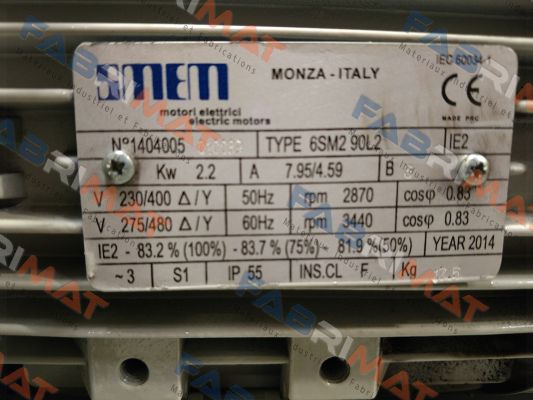 SMEM
MONZA - ITALY
IEC 60034-1
CE
motori elettrici
electric motors
MADE PRC
N°1404005
TYPE 6SM2 90L2
IE2
Kw 2.2 A 7.95/4.59 B
V 230/400 Δ/Y 50Hz rpm 2870 cosφ 0.83
V 275/480 Δ/Y 60Hz rpm 3440 cosφ 0.83
IE2 - 83.2 % (100%) - 83.7 % (75%) - 81.9 %(50%) YEAR 2014
~3 S1 IP 55 INS.CL F Kg
FABRIMAT